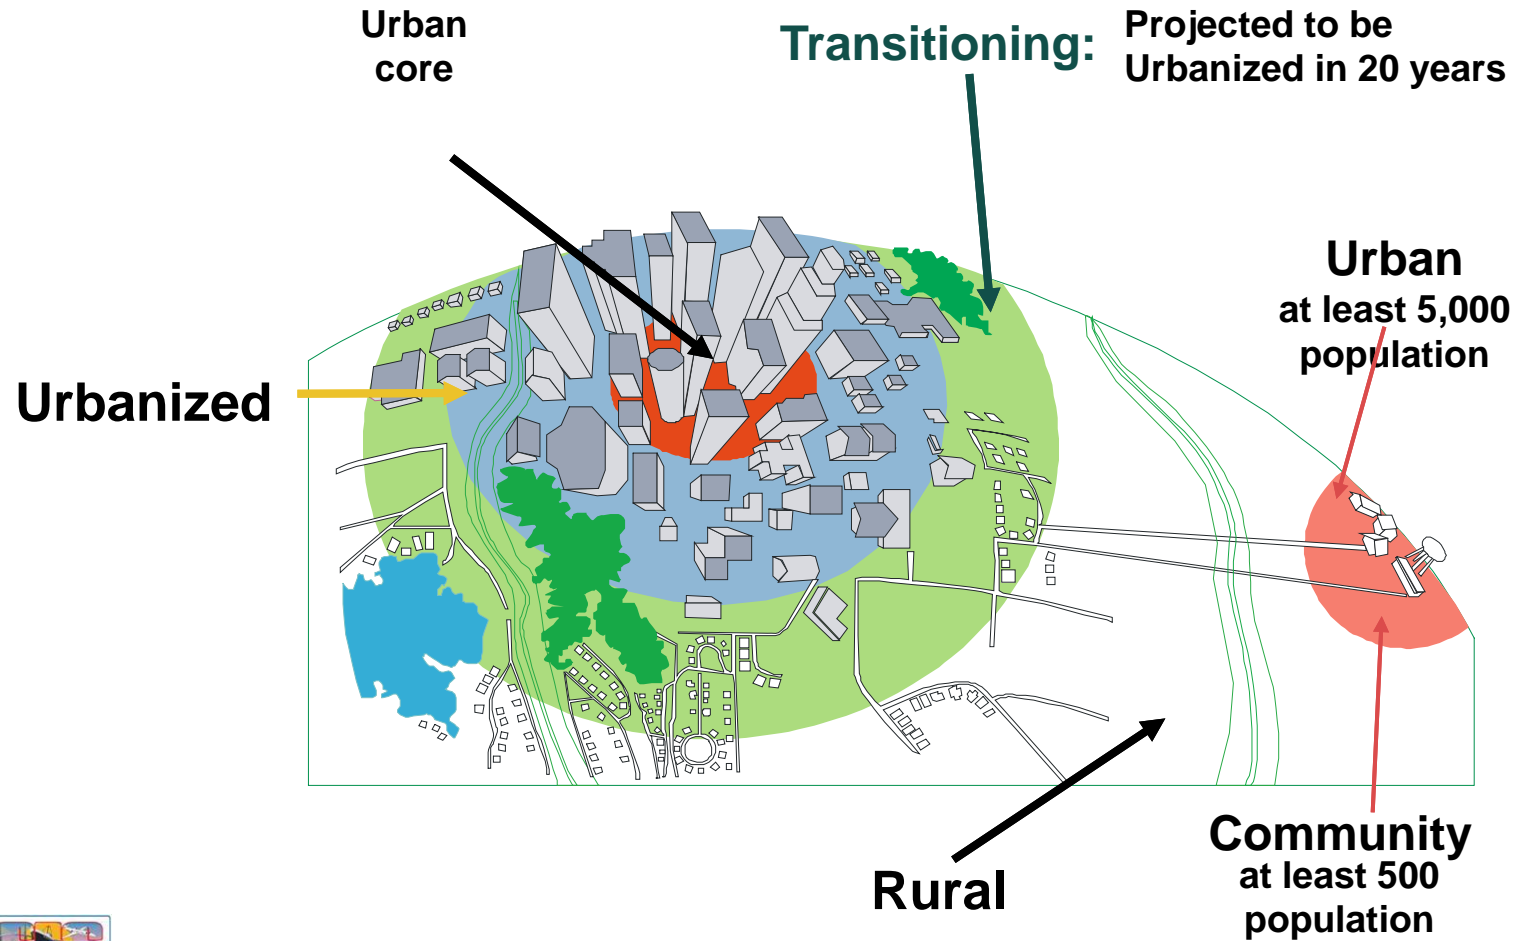 Urban
core
Transitioning:
Projected to be
Urbanized in 20 years
Urban
at least 5,000
population
Urbanized
Rural
Community
at least 500
population